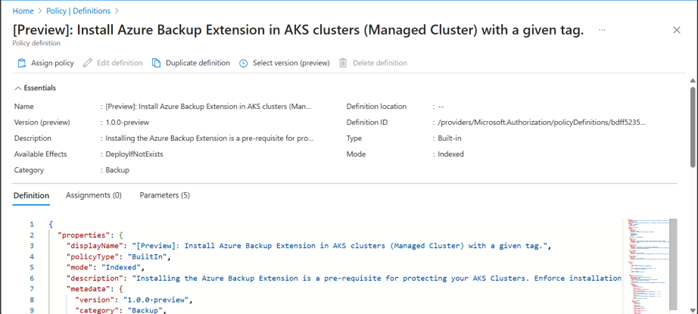 Home > Policy | Definitions >
[Preview]: Install Azure Backup Extension in AKS clusters (Managed Cluster) with a given tag. ...
Policy definition
Assign policy Edit definition Duplicate definition Select version (preview) Delete definition
Essentials
Name : [Preview]: Install Azure Backup Extension in AKS clusters (Man... Definition location : --
Version (preview) : 1.0.0-preview Definition ID : /providers/Microsoft.Authorization/policyDefinitions/bdff5235...
Description : Installing the Azure Backup Extension is a pre-requisite for pro... Type : Built-in
Available Effects : DeployIfNotExists Mode : Indexed
Category : Backup
Definition Assignments (0) Parameters (5)
1 {
2 "properties": {
3 "displayName": "[Preview]: Install Azure Backup Extension in AKS clusters (Managed Cluster) with a given tag.",
4 "policyType": "BuiltIn",
5 "mode": "Indexed",
6 "description": "Installing the Azure Backup Extension is a pre-requisite for protecting your AKS Clusters. Enforce installation
7 "metadata": {
8 "version": "1.0.0-preview",
9 "category": "Backup",